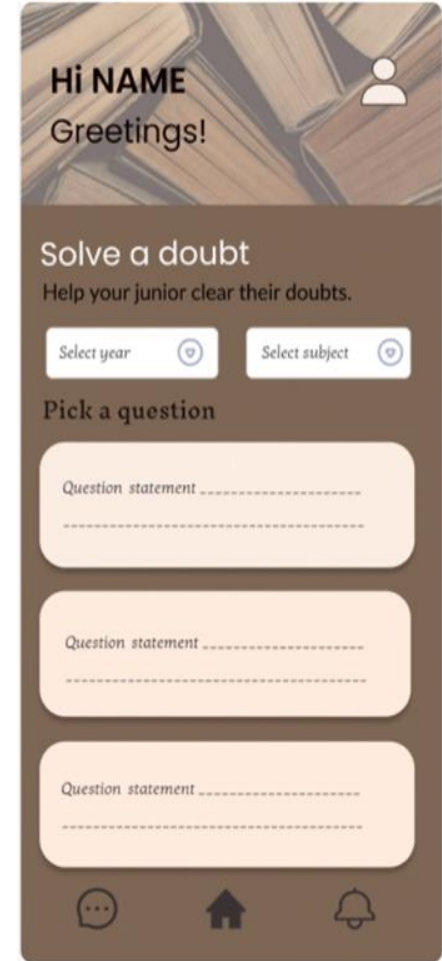 Hi NAME
Greetings!
Solve a doubt
Help your junior clear their doubts.
Select year
Select subject
Pick a question
Question statement
Question statement
Question statement